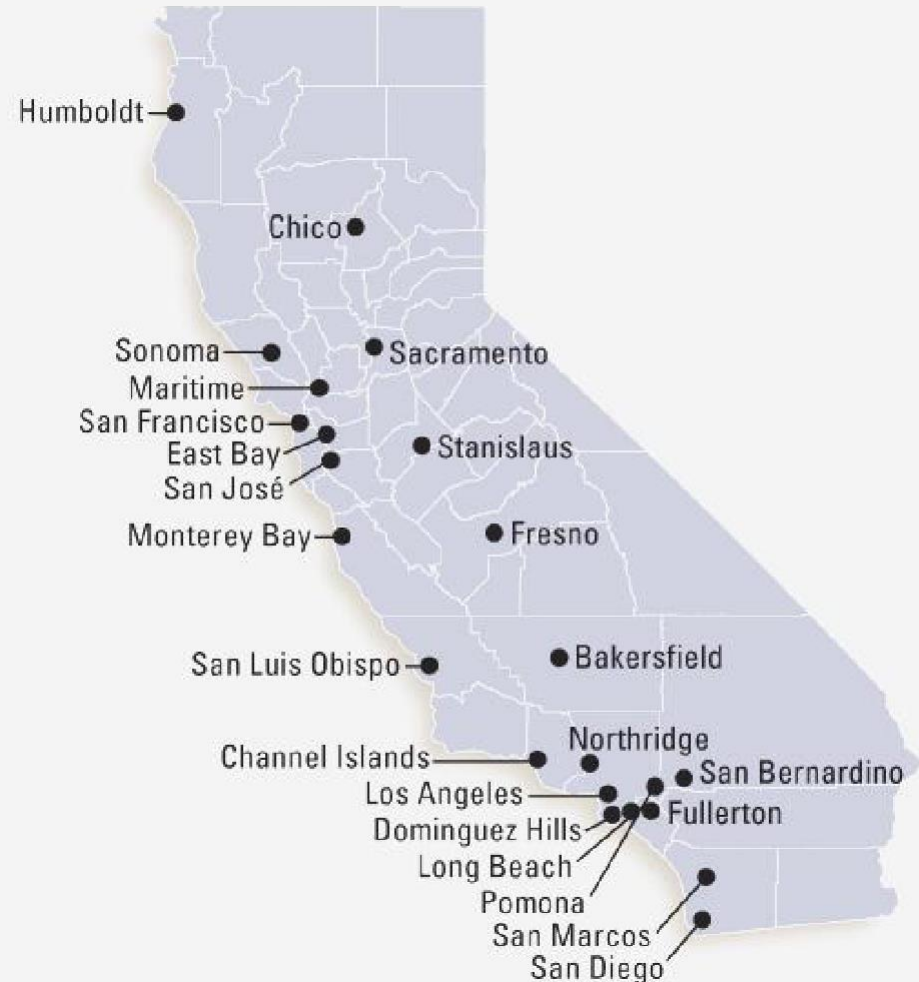 Humboldt
Chico
Sonoma
Sacramento
Maritime
San Francisco
East Bay
Stanislaus
San José
Monterey Bay
Fresno
San Luis Obispo
Bakersfield
Northridge
Channel Islands
San Bernardino
Los Angeles
Fullerton
Dominguez Hills
Long Beach
Pomona
San Marcos
San Diego